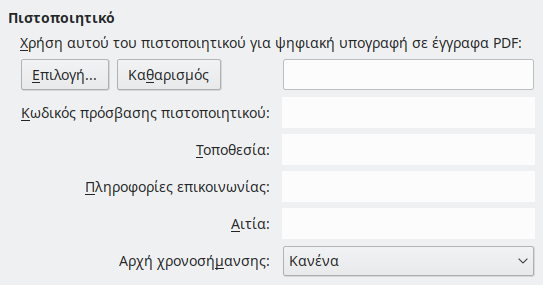 Πιστοποιητικό
Χρήση αυτού του πιστοποιητικού για ψηφιακή υπογραφή σε έγγραφα PDF:
Επιλογή... Καθαρισμός
Κωδικός πρόσβασης πιστοποιητικού:
Τοποθεσία:
Πληροφορίες επικοινωνίας:
Αιτία:
Αρχή χρονοσήμανσης: Κανένα